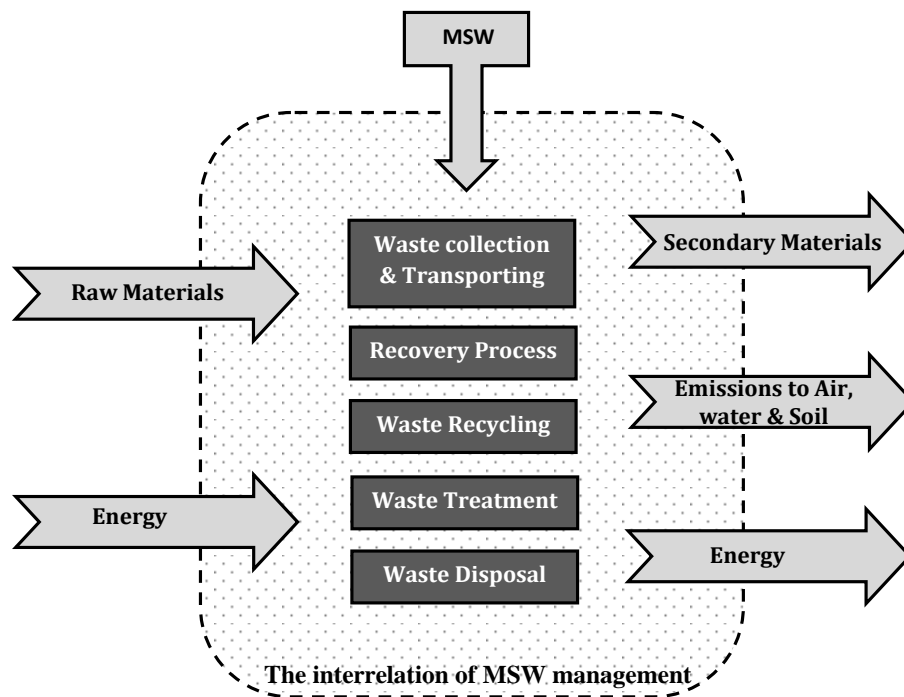 MSW
Waste collection
& Transporting
Secondary Materials
Raw Materials
Recovery Process
Emissions to Air,
water & Soil
Waste Recycling
Energy
Waste Treatment
Energy
Waste Disposal
The interrelation of MSW management